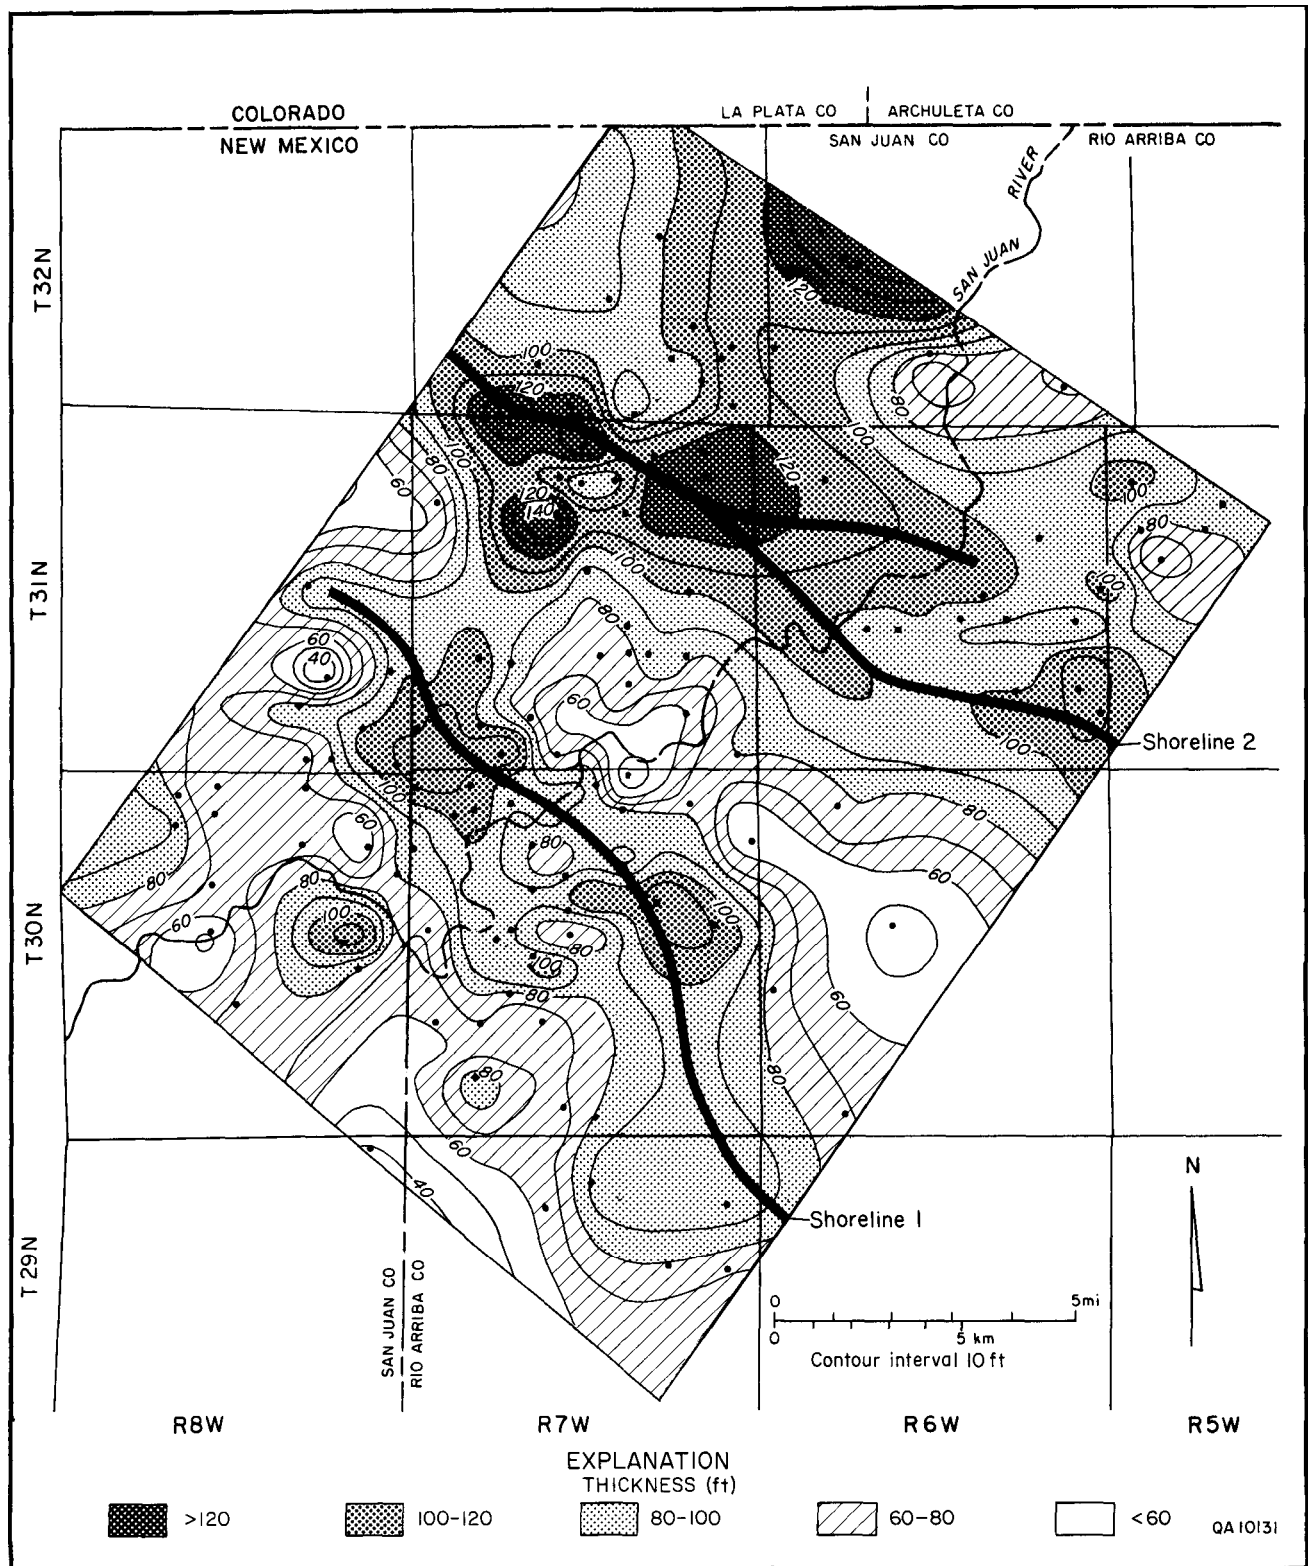 COLORADO
NEW MEXICO
LA PLATA CO
ARCHULETA CO
SAN JUAN CO
RIO ARRIBA CO
SAN JUAN RIVER
T32N
T31N
T30N
T29N
120
100
120
80
100
120
100
80
60
120
140
100
80
100
100
80
60
40
60
100
100
Shoreline 2
80
60
60
80
100
80
60
80
100
80
100
80
60
80
80
60
40
Shoreline 1
N
SAN JUAN CO
RIO ARRIBA CO
0
5mi
0
5 km
Contour interval 10 ft
R8W
R7W
R6W
R5W
EXPLANATION
THICKNESS (ft)
>120
100-120
80-100
60-80
<60
QA10131